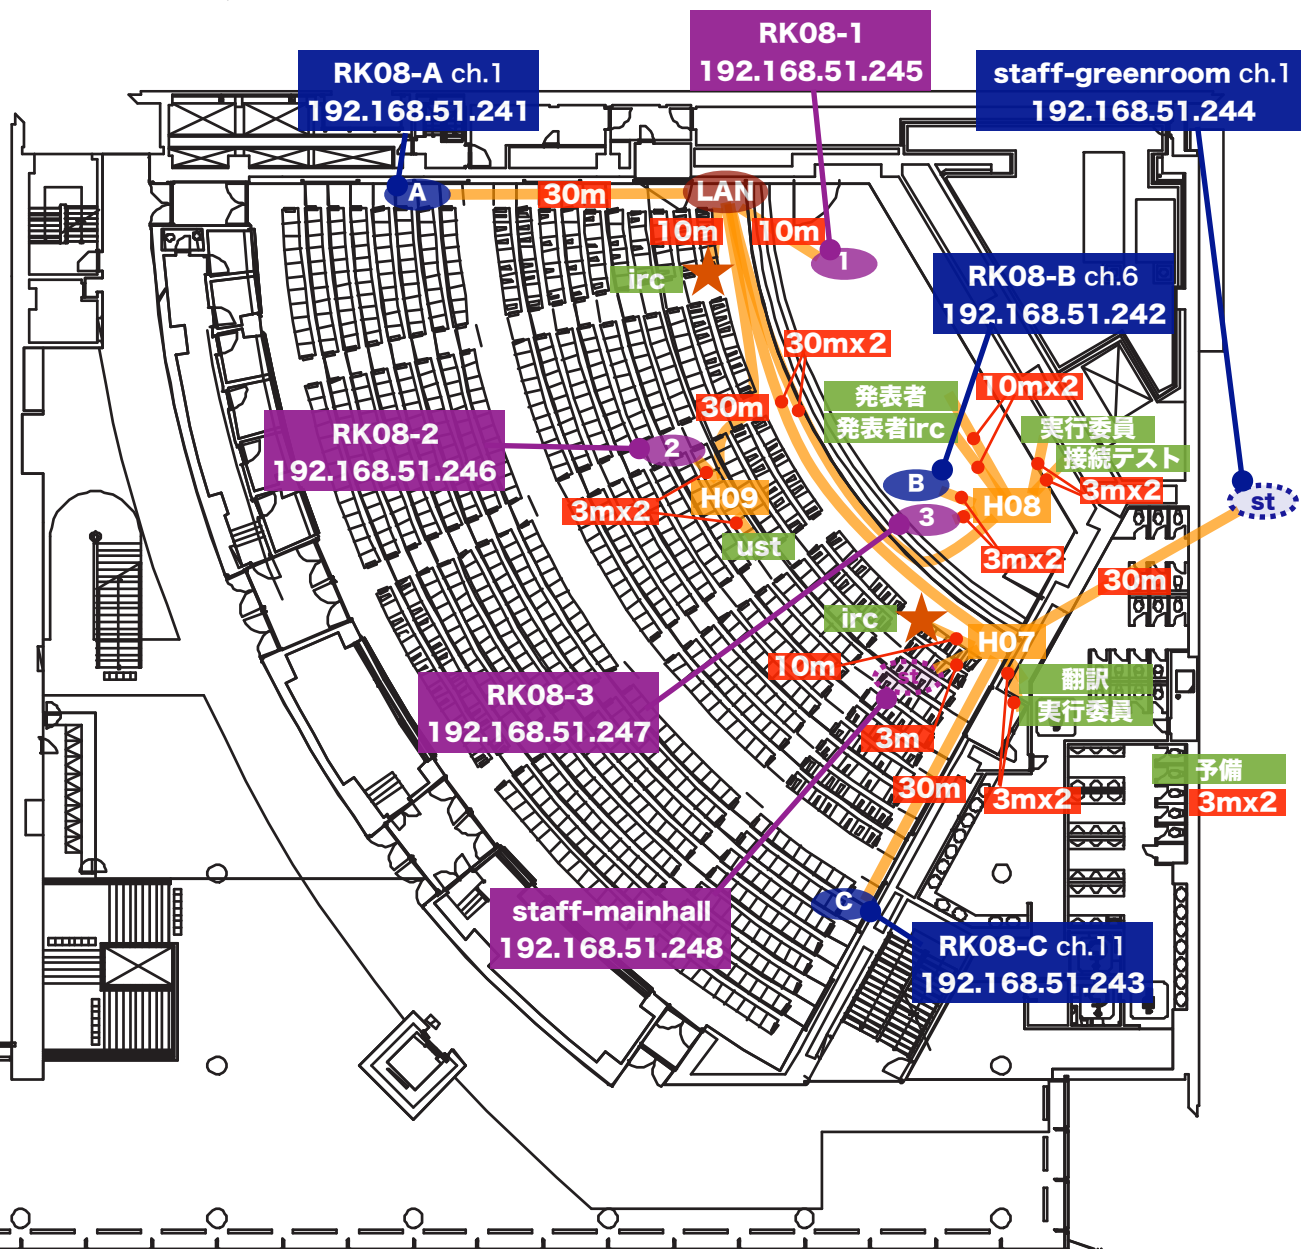 RK08-1
192.168.51.245
RK08-A ch.1
192.168.51.241
staff-greenroom ch.1
192.168.51.244
A
30m
LAN
10m
10m
1
irc
RK08-B ch.6
192.168.51.242
30mx2
発表者
発表者irc
10mx2
30m
RK08-2
192.168.51.246
2
実行委員
接続テスト
B
H08
3mx2
H09
3mx2
3
st
ust
3mx2
30m
irc
H07
10m
st
翻訳
実行委員
RK08-3
192.168.51.247
3m
30m
3mx2
予備
3mx2
staff-mainhall
192.168.51.248
C
RK08-C ch.11
192.168.51.243